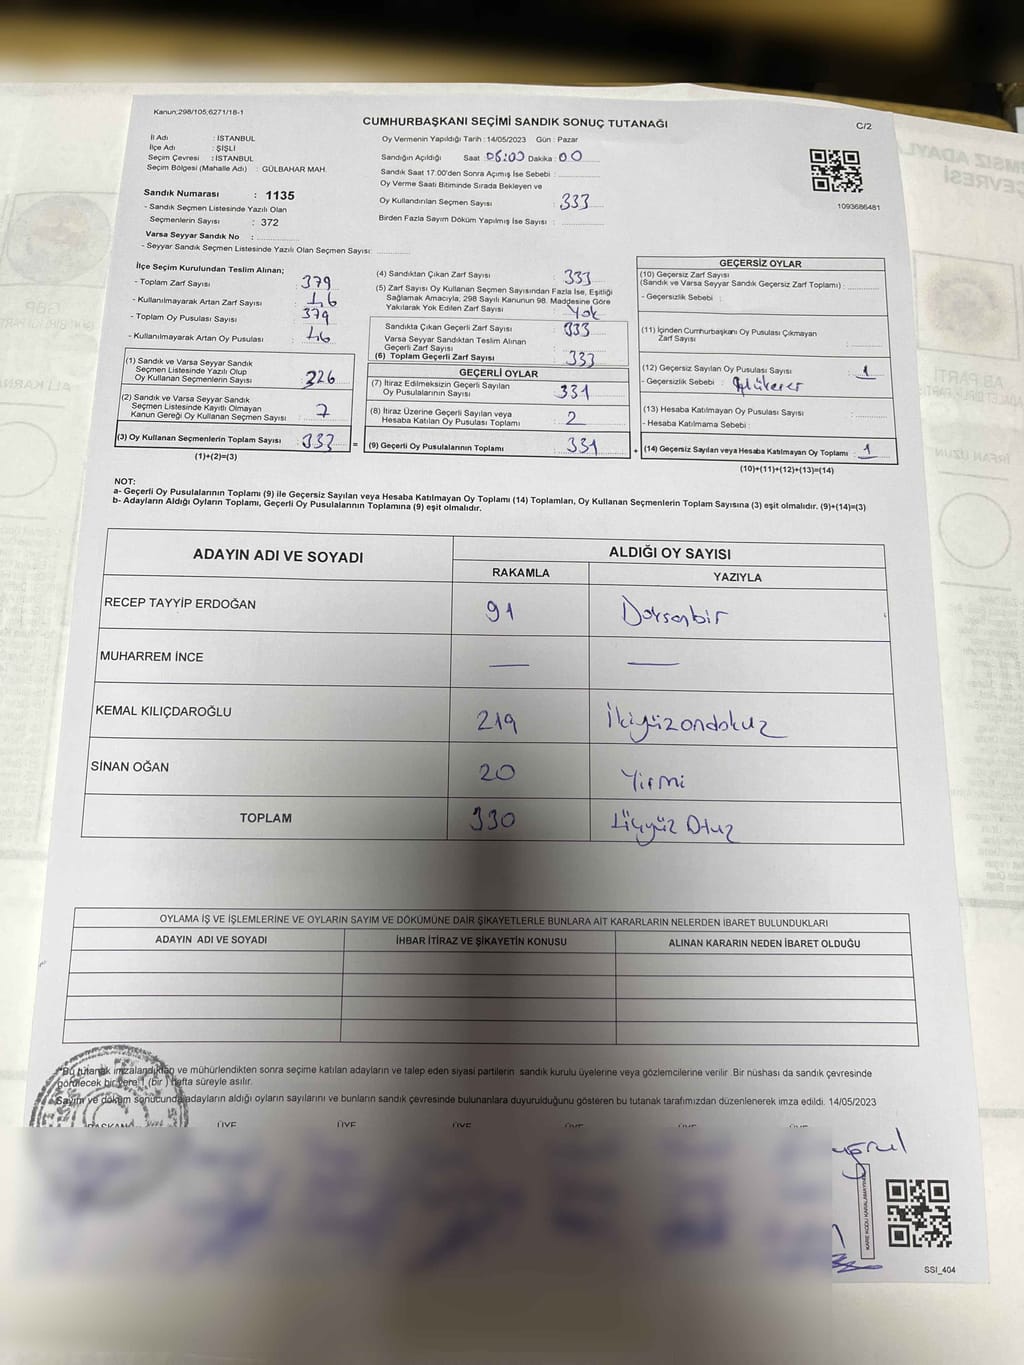 Kanun;298/105;6271/18-1
CUMHURBAŞKANI SEÇİMİ SANDIK SONUÇ TUTANAĞI
C/2
İl Adı : İSTANBUL
İlçe Adı : ŞİŞLİ
Seçim Çevresi : İSTANBUL
Seçim Bölgesi (Mahalle Adı) : GÜLBAHAR MAH.
Sandık Numarası : 1135
- Sandık Seçmen Listesinde Yazılı Olan
Seçmenlerin Sayısı : 372
Varsa Seyyar Sandık No :
- Seyyar Sandık Seçmen Listesinde Yazılı Olan Seçmen Sayısı:
Oy Vermenin Yapıldığı Tarih : 14/05/2023 Gün : Pazar
Sandığın Açıldığı Saat 06:00 Dakika : 00
Sandık Saat 17.00'den Sonra Açımış İse Sebebi :
Oy Verme Saati Bitiminde Sırada Bekleyen ve
Oy Kullandırılan Seçmen Sayısı : 333
Birden Fazla Sayım Döküm Yapılmış İse Sayısı :
1093686481
İlçe Seçim Kurulundan Teslim Alınan;
- Toplam Zarf Sayısı : 379
- Kullanılmayarak Artan Zarf Sayısı : 46
- Toplam Oy Pusulası Sayısı : 379
- Kullanılmayarak Artan Oy Pusulası : 46
(1) Sandık ve Varsa Seyyar Sandık
Seçmen Listesinde Yazılı Olup
Oy Kullanan Seçmenlerin Sayısı : 326
(2) Sandık ve Varsa Seyyar Sandık
Seçmen Listesinde Kayıtlı Olmayan
Kanun Gereği Oy Kullanan Seçmen Sayısı : 7
(3) Oy Kullanan Seçmenlerin Toplam Sayısı : 333 =
(1)+(2)=(3)
(4) Sandıktan Çıkan Zarf Sayısı : 333
(5) Zarf Sayısı Oy Kullanan Seçmen Sayısından Fazla İse, Eşitliği
Sağlamak Amacıyla, 298 Sayılı Kanunun 98. Maddesine Göre
Yakılarak Yok Edilen Zarf Sayısı : Yok
Sandıkta Çıkan Geçerli Zarf Sayısı : 333
Varsa Seyyar Sandıktan Teslim Alınan
Geçerli Zarf Sayısı :
(6) Toplam Geçerli Zarf Sayısı : 333
GEÇERLİ OYLAR
(7) İtiraz Edilmeksizin Geçerli Sayılan
Oy Pusulasının Sayısı : 331
(8) İtiraz Üzerine Geçerli Sayılan veya
Hesaba Katılan Oy Pusulası Toplamı : 2
(9) Geçerli Oy Pusulalarının Toplamı : 331 +
GEÇERSİZ OYLAR
(10) Geçersiz Zarf Sayısı
(Sandık ve Varsa Seyyar Sandık Geçersiz Zarf Toplamı) :
- Geçersizlik Sebebi :
(11) İçinden Cumhurbaşkanı Oy Pusulası Çıkmayan
Zarf Sayısı :
(12) Geçersiz Sayılan Oy Pusulası Sayısı : 1
- Geçersizlik Sebebi :
(13) Hesaba Katılmayan Oy Pusulası Sayısı :
- Hesaba Katılmama Sebebi :
(14) Geçersiz Sayılan veya Hesaba Katılmayan Oy Toplamı : 1
(10)+(11)+(12)+(13)=(14)
NOT:
a- Geçerli Oy Pusulalarının Toplamı (9) ile Geçersiz Sayılan veya Hesaba Katılmayan Oy Toplamı (14) Toplamları, Oy Kullanan Seçmenlerin Toplam Sayısına (3) eşit olmalıdır. (9)+(14)=(3)
b- Adayların Aldığı Oyların Toplamı, Geçerli Oy Pusulalarının Toplamına (9) eşit olmalıdır.
ADAYIN ADI VE SOYADI
ALDIĞI OY SAYISI
RAKAMLA YAZIYLA
RECEP TAYYİP ERDOĞAN 91 Doksanbir
MUHARREM İNCE — —
KEMAL KILIÇDAROĞLU 219 İkiyüzondokuz
SİNAN OĞAN 20 Yirmi
TOPLAM 330 Üçyüz Otuz
OYLAMA İŞ VE İŞLEMLERİNE VE OYLARIN SAYIM VE DÖKÜMÜNE DAİR ŞİKAYETLERLE BUNLARA AİT KARARLARIN NELERDEN İBARET BULUNDUKLARI
ADAYIN ADI VE SOYADI İHBAR İTİRAZ VE ŞİKAYETİN KONUSU ALINAN KARARIN NEDEN İBARET OLDUĞU
"Bu tutanak imzalandıktan ve mühürlendikten sonra seçime katılan adayların ve talep eden siyasi partilerin sandık kurulu üyelerine veya gözlemcilerine verilir .Bir nüshası da sandık çevresinde
görülecek bir yere 1 (bir ) hafta süreyle asılır.
Sayım ve döküm sonucunda adayların aldığı oyların sayılarını ve bunların sandık çevresinde bulunanlara duyurulduğunu gösteren bu tutanak tarafımızdan düzenlenerek imza edildi. 14/05/2023
BAŞKAN ÜYE ÜYE ÜYE ÜYE ÜYE ÜYE
KARE KODU KARALAMAYINIZ
SSI_404